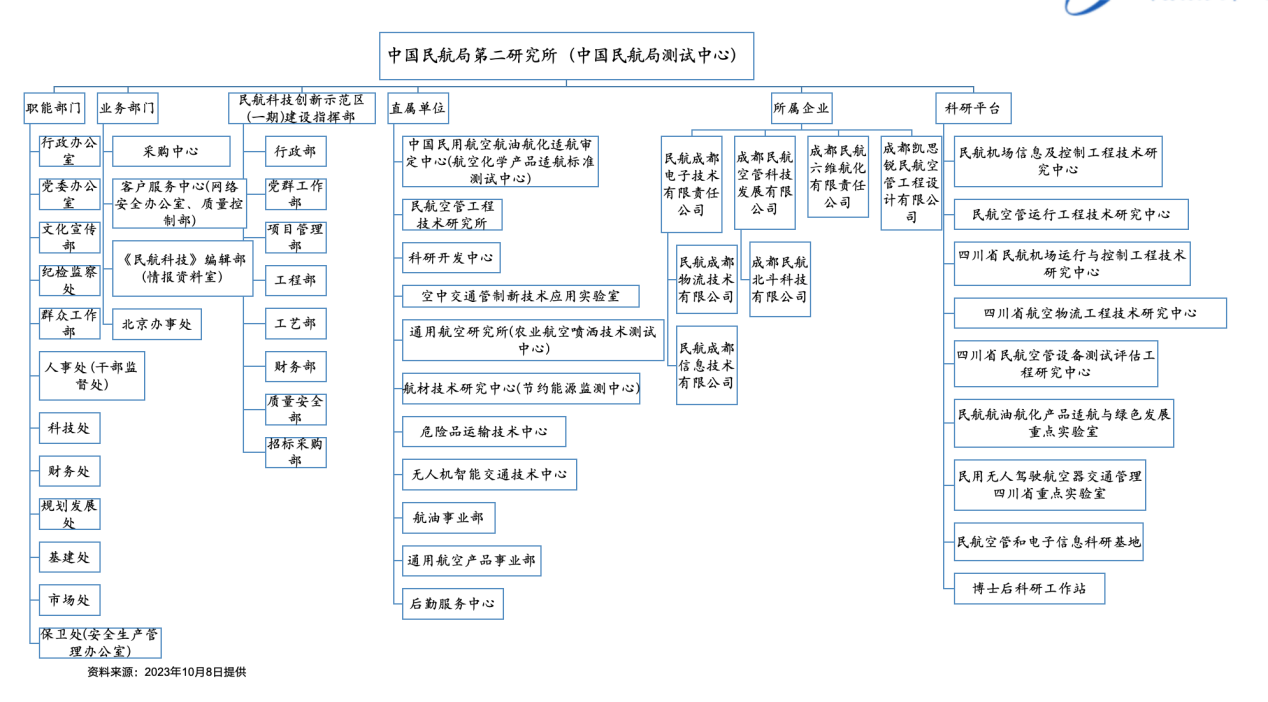 中国民航局第二研究所（中国民航局测试中心）
职能部门
行政办公
室
党委办公
室
文化宣传
部
纪检监察
处
群众工作
部
人事处(干部监
督处)
科技处
财务处
规划发展
处
基建处
市场处
保卫处(安全生产管
理办公室)
业务部门
采购中心
客户服务中心(网络
安全办公室、质量控
制部)
《民航科技》编辑部
(情报资料室)
北京办事处
民航科技创新示范区
(一期)建设指挥部
行政部
党群工作
部
项目管理
部
工程部
工艺部
财务部
质量安全
部
招标采购
部
直属单位
中国民用航空航油航化适航审
定中心(航空化学产品适航标准
测试中心)
民航空管工程
技术研究所
科研开发中心
空中交通管制新技术应用实验室
通用航空研究所(农业航空喷洒技术测试
中心)
航材技术研究中心(节约能源监测中心)
危险品运输技术中心
无人机智能交通技术中心
航油事业部
通用航空产品事业部
后勤服务中心
所属企业
民航成都
电子技术
有限责任
公司
民航成都
物流技术
有限公司
民航成都
信息技术
有限公司
成都民航
空管科技
发展有限
公司
成都民航
北斗科技
有限公司
成都民航
六维航化
有限责任
公司
成都凯思
锐民航空
管工程设
计有限公
司
科研平台
民航机场信息及控制工程技术研
究中心
民航空管运行工程技术研究中心
四川省民航机场运行与控制工程技术
研究中心
四川省航空物流工程技术研究中心
四川省民航空管设备测试评估工
程研究中心
民航航油航化产品适航与绿色发展
重点实验室
民用无人驾驶航空器交通管理
四川省重点实验室
民航空管和电子信息科研基地
博士后科研工作站
资料来源：2023年10月8日提供